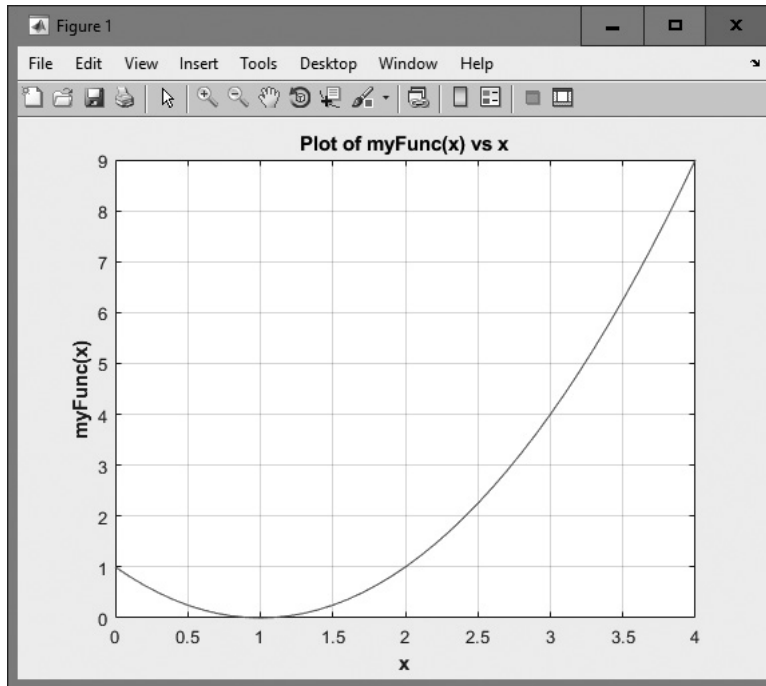 Figure 1
File Edit View Insert Tools Desktop Window Help
Plot of myFunc(x) vs x
9
8
7
6
5
4
3
2
1
0
myFunc(x)
0 0.5 1 1.5 2 2.5 3 3.5 4
x